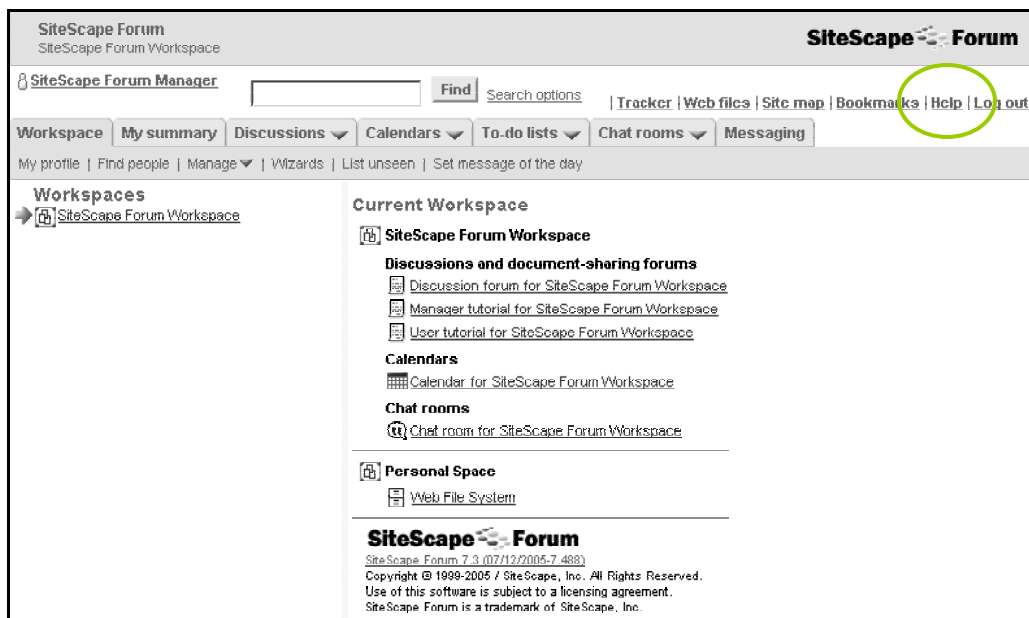 SiteScape Forum
SiteScape Forum Workspace
SiteScape Forum
SiteScape Forum Manager
Find Search options
| Tracker | Web files | Site map | Bookmarks | Help | Log out
Workspace My summary Discussions Calendars To-do lists Chat rooms Messaging
My profile | Find people | Manage | Wizards | List unseen | Set message of the day
Workspaces
SiteScape Forum Workspace
Current Workspace
SiteScape Forum Workspace
Discussions and document-sharing forums
Discussion forum for SiteScape Forum Workspace
Manager tutorial for SiteScape Forum Workspace
User tutorial for SiteScape Forum Workspace
Calendars
Calendar for SiteScape Forum Workspace
Chat rooms
Chat room for SiteScape Forum Workspace
Personal Space
Web File System
SiteScape Forum
SiteScape Forum 7.3 (07/12/2005-7.488)
Copyright © 1999-2005 / SiteScape, Inc. All Rights Reserved.
Use of this software is subject to a licensing agreement.
SiteScape Forum is a trademark of SiteScape, Inc.